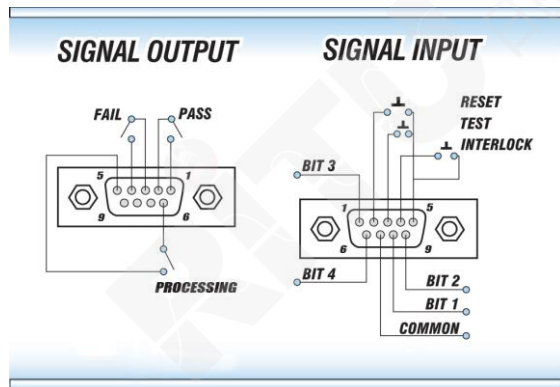 SIGNAL OUTPUT
FAIL
PASS
5
1
9
6
PROCESSING
SIGNAL INPUT
RESET
TEST
INTERLOCK
BIT 3
1
5
6
9
BIT 4
BIT 2
BIT 1
COMMON